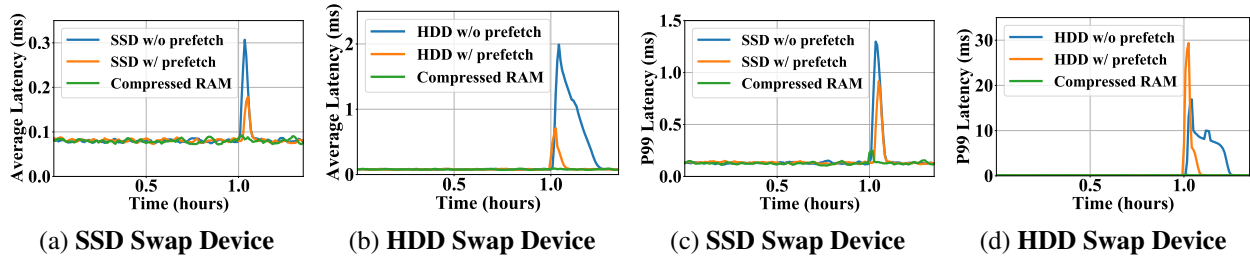 Average Latency (ms)
0.3
0.2
0.1
0.0
SSD w/o prefetch
SSD w/ prefetch
Compressed RAM
0.5
1.0
Time (hours)
(a) SSD Swap Device
Average Latency (ms)
2
1
0
HDD w/o prefetch
HDD w/ prefetch
Compressed RAM
0.5
1.0
Time (hours)
(b) HDD Swap Device
P99 Latency (ms)
1.5
1.0
0.5
0.0
SSD w/o prefetch
SSD w/ prefetch
Compressed RAM
0.5
1.0
Time (hours)
(c) SSD Swap Device
P99 Latency (ms)
30
20
10
0
HDD w/o prefetch
HDD w/ prefetch
Compressed RAM
0.5
1.0
Time (hours)
(d) HDD Swap Device